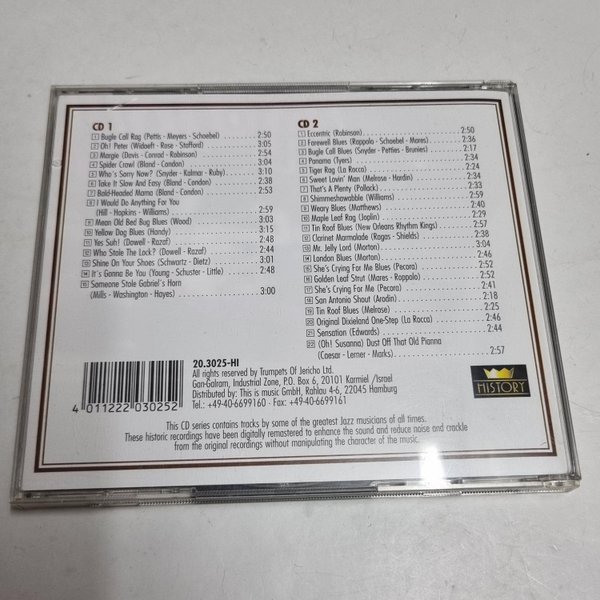 CD 1
1 Bugle Call Rag (Pettis - Meyers - Schoebel) 2:50
2 Oh! Peter (Widoeft - Rose - Stafford) 2:54
3 Margie (Davis - Conrad - Robinson) 2:54
4 Spider Crawl (Bland - Condon) 3:04
5 Who's Sorry Now? (Snyder - Kalmar - Ruby) 3:10
6 Take It Slow And Easy (Bland - Condon) 2:38
7 Bald-Headed Mama (Bland - Condon) 2:53
8 I Would Do Anything For You
(Hill - Hopkins - Williams) 2:59
9 Mean Old Bed Bug Blues (Wood) 3:03
10 Yellow Dog Blues (Handy) 3:15
11 Yes Suh! (Dowell - Razaf) 2:44
12 Who Stole The Lock? (Dowell - Razaf) 2:48
13 Shine On Your Shoes (Schwartz - Dietz) 3:01
14 It's Gonna Be You (Young - Schuster - Little) 2:48
15 Someone Stole Gabriel's Horn
(Mills - Washington - Hayes) 3:00
CD 2
1 Eccentric (Robinson) 2:50
2 Farewell Blues (Rappolo - Schoebel - Mares) 2:36
3 Bugle Call Blues (Snyder - Petties - Brunies) 2:17
4 Panama (Tyers) 2:34
5 Tiger Rag (La Rocca) 2:24
6 Sweet Lovin' Man (Melrose - Hardin) 2:34
7 That's A Plenty (Pollack) 2:33
8 Shimmeshawabble (Williams) 2:59
9 Weary Blues (Matthews) 2:40
10 Maple Leaf Rag (Joplin) 2:29
11 Tin Roof Blues (New Orleans Rhythm Kings) 2:57
12 Clarinet Marmalade (Ragas - Shields) 2:38
13 Mr. Jelly Lord (Morton) 3:04
14 London Blues (Morton) 2:46
15 She's Crying For Me Blues (Pecora) 2:52
16 Golden Leaf Strut (Mares - Roppolo) 2:52
17 She's Crying For Me (Pecora) 2:57
18 San Antonio Shout (Arodin) 2:18
19 Tin Roof Blues (Melrose) 2:25
20 Original Dixieland One-Step (La Rocca) 2:30
21 Sensation (Edwards) 2:44
22 (Oh! Susanna) Dust Off That Old Pianna
(Caesar - Lerner - Marks) 2:57
4 011222 030252
20.3025-HI
All rights reserved by Trumpets Of Jericho Ltd.
Gan-Galram, Industrial Zone, P.O. Box 6, 20101 Karmiel /Israel
Distributed by: This is music GmbH, Rahlau 4-6, 22045 Hamburg
Tel.: +49-40-6699160 · Fax: +49-40-6699161
HISTORY
This CD series contains tracks by some of the greatest Jazz musicians of all times.
These historic recordings have been digitally remastered to enhance the sound and reduce noise and crackle
from the original recordings without manipulating the character of the music.